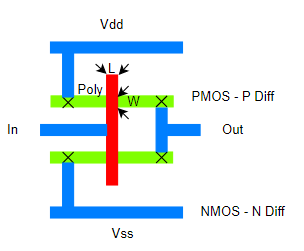 Vdd
L
Poly
W
PMOS - P Diff
In
Out
NMOS - N Diff
Vss